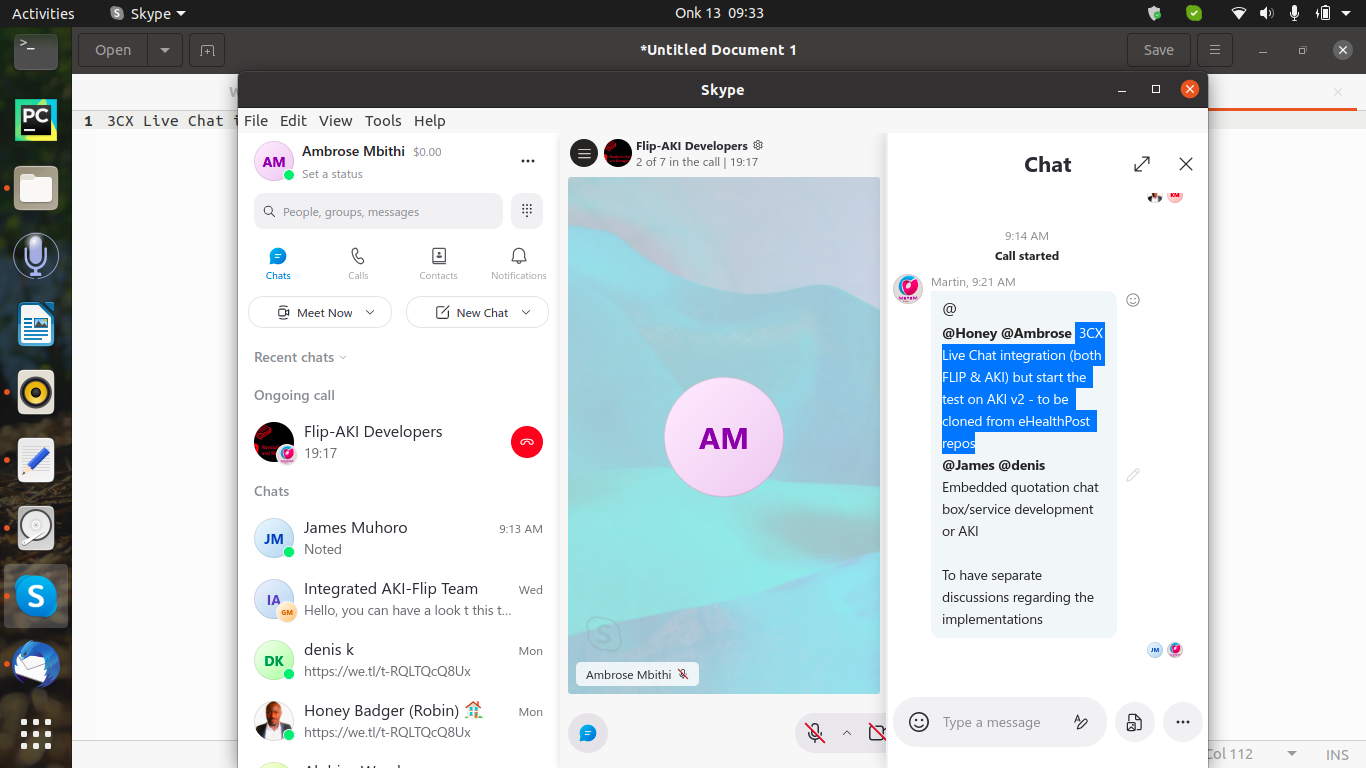 Activities
Skype
Onk 13 09:33
Open
*Untitled Document 1
Save
Skype
1 3CX Live Chat
File Edit View Tools Help
AM
Ambrose Mbithi $0.00
Set a status
People, groups, messages
Chats
Calls
Contacts
Notifications
Meet Now
New Chat
Recent chats
Ongoing call
Flip-AKI Developers
19:17
Chats
JM
James Muhoro 9:13 AM
Noted
IA
GM
Integrated AKI-Flip Team Wed
Hello, you can have a look t this t...
DK
denis k Mon
https://we.tl/t-RQLTQcQ8Ux
Honey Badger (Robin) Mon
https://we.tl/t-RQLTQcQ8Ux
Flip-AKI Developers
2 of 7 in the call | 19:17
AM
Ambrose Mbithi
Chat
KM
9:14 AM
Call started
Martin, 9:21 AM
@
@Honey @Ambrose 3CX
Live Chat integration (both
FLIP & AKI) but start the
test on AKI v2 - to be
cloned from eHealthPost
repos
@James @denis
Embedded quotation chat
box/service development
or AKI
To have separate
discussions regarding the
implementations
JM
Type a message
Col 112
INS
PC